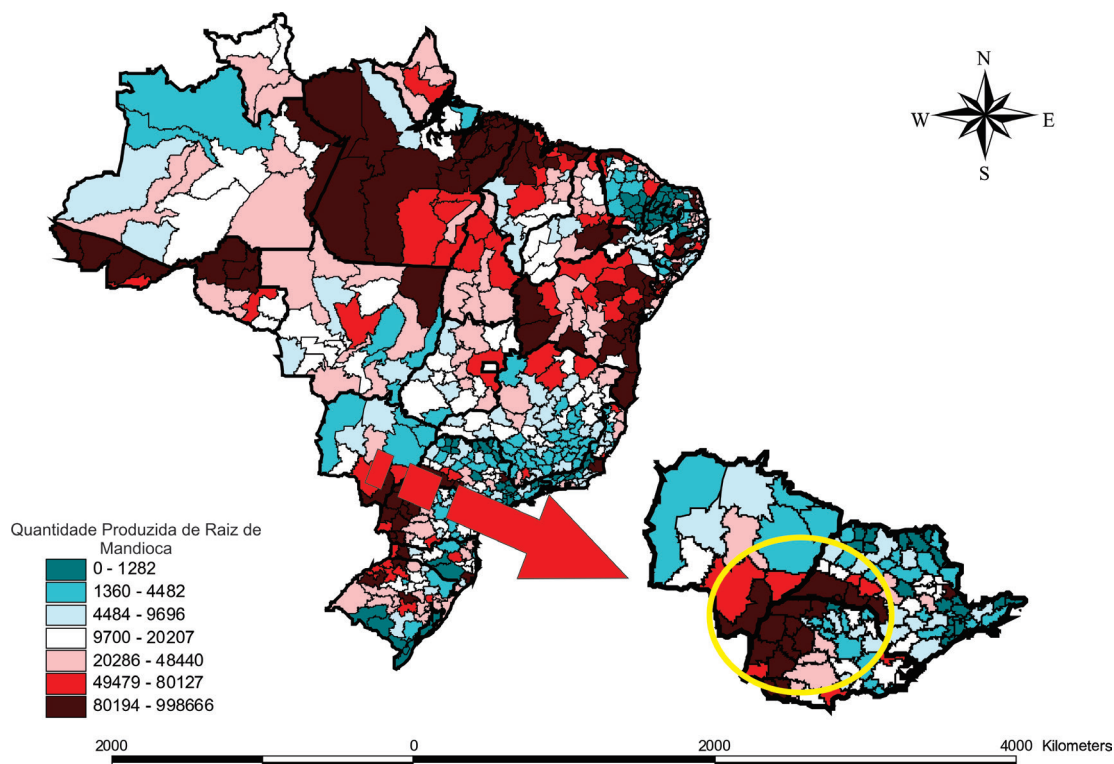 N
W E
S
Quantidade Produzida de Raiz de
Mandioca
0 - 1282
1360 - 4482
4484 - 9696
9700 - 20207
20286 - 48440
49479 - 80127
80194 - 998666
2000 0 2000 4000 Kilometers